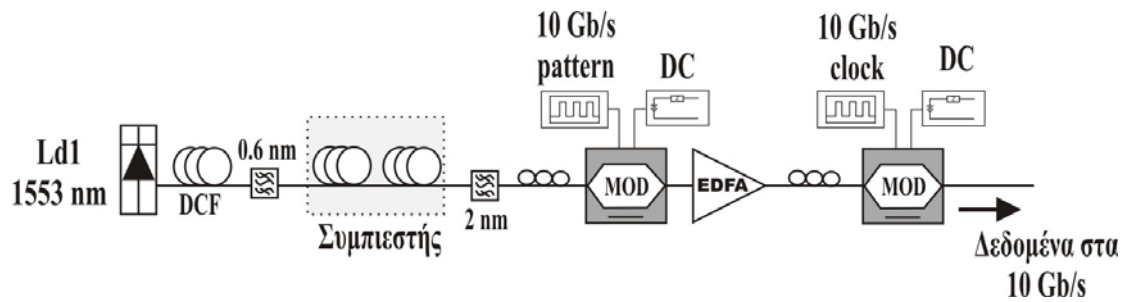 Ld1
1553 nm
DCF
0.6 nm
Συμπιεστής
2 nm
10 Gb/s
pattern
DC
MOD
EDFA
10 Gb/s
clock
DC
MOD
Δεδομένα στα
10 Gb/s